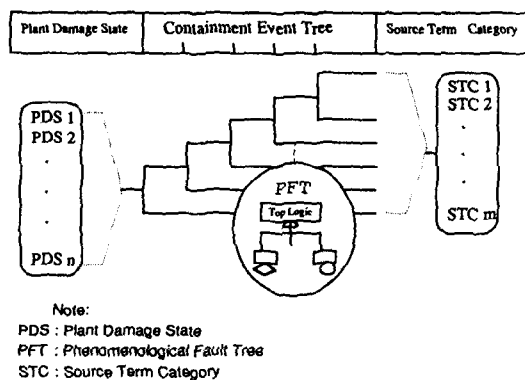 Plant Damage State
Containment Event Tree
Source Term Category
PDS 1
PDS 2
.
.
.
.
PDS n
PFT
Top Logic
STC 1
STC 2
.
.
.
.
STC m
Note:
PDS : Plant Damage State
PFT : Phenomenological Fault Tree
STC : Source Term Category